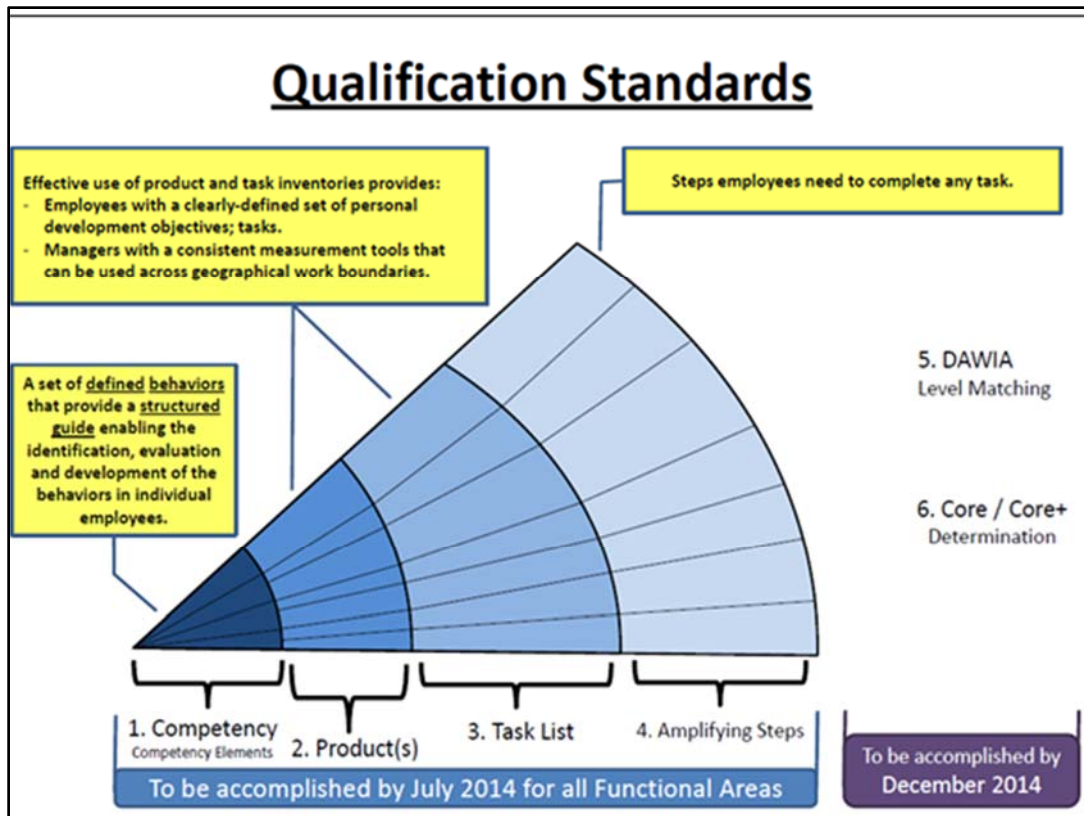 Qualification Standards
Effective use of product and task inventories provides:
- Employees with a clearly-defined set of personal
development objectives; tasks.
- Managers with a consistent measurement tools that
can be used across geographical work boundaries.
Steps employees need to complete any task.
A set of defined behaviors
that provide a structured
guide enabling the
identification, evaluation
and development of the
behaviors in individual
employees.
5. DAWIA
Level Matching
6. Core / Core+
Determination
1. Competency
Competency Elements
2. Product(s)
3. Task List
4. Amplifying Steps
To be accomplished by July 2014 for all Functional Areas
To be accomplished by
December 2014